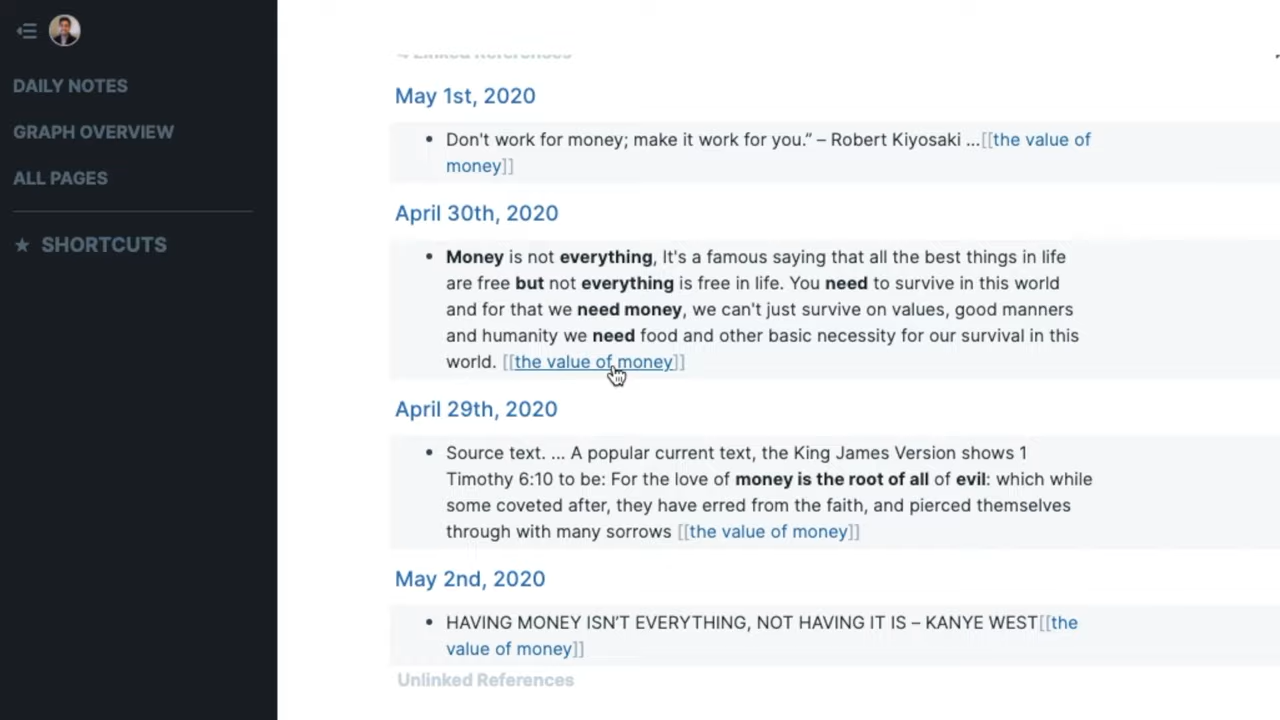 DAILY NOTES
GRAPH OVERVIEW
ALL PAGES
★ SHORTCUTS
4 Linked References
May 1st, 2020
Don't work for money; make it work for you.” – Robert Kiyosaki ...[[the value of
money]]
April 30th, 2020
Money is not everything, It's a famous saying that all the best things in life
are free but not everything is free in life. You need to survive in this world
and for that we need money, we can't just survive on values, good manners
and humanity we need food and other basic necessity for our survival in this
world. [[the value of money]]
April 29th, 2020
Source text. ... A popular current text, the King James Version shows 1
Timothy 6:10 to be: For the love of money is the root of all of evil: which while
some coveted after, they have erred from the faith, and pierced themselves
through with many sorrows [[the value of money]]
May 2nd, 2020
HAVING MONEY ISN’T EVERYTHING, NOT HAVING IT IS – KANYE WEST[[the
value of money]]
Unlinked References